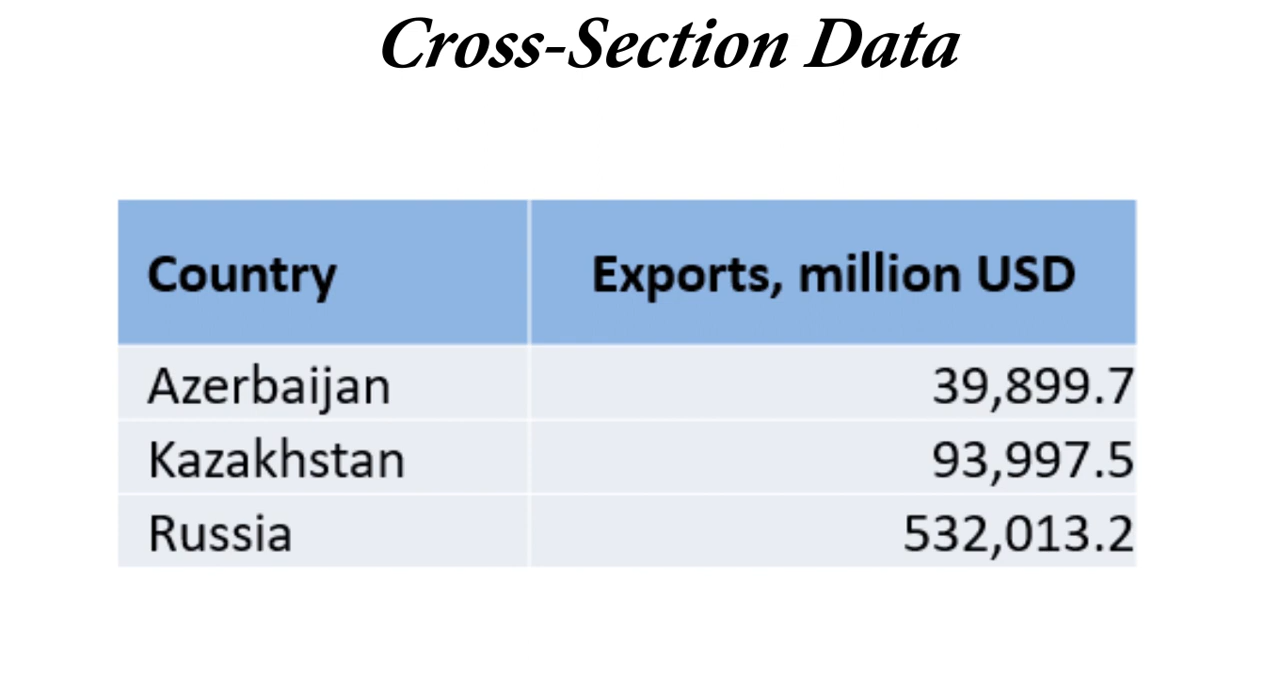 Cross-Section Data
Country Exports, million USD
Azerbaijan 39,899.7
Kazakhstan 93,997.5
Russia 532,013.2